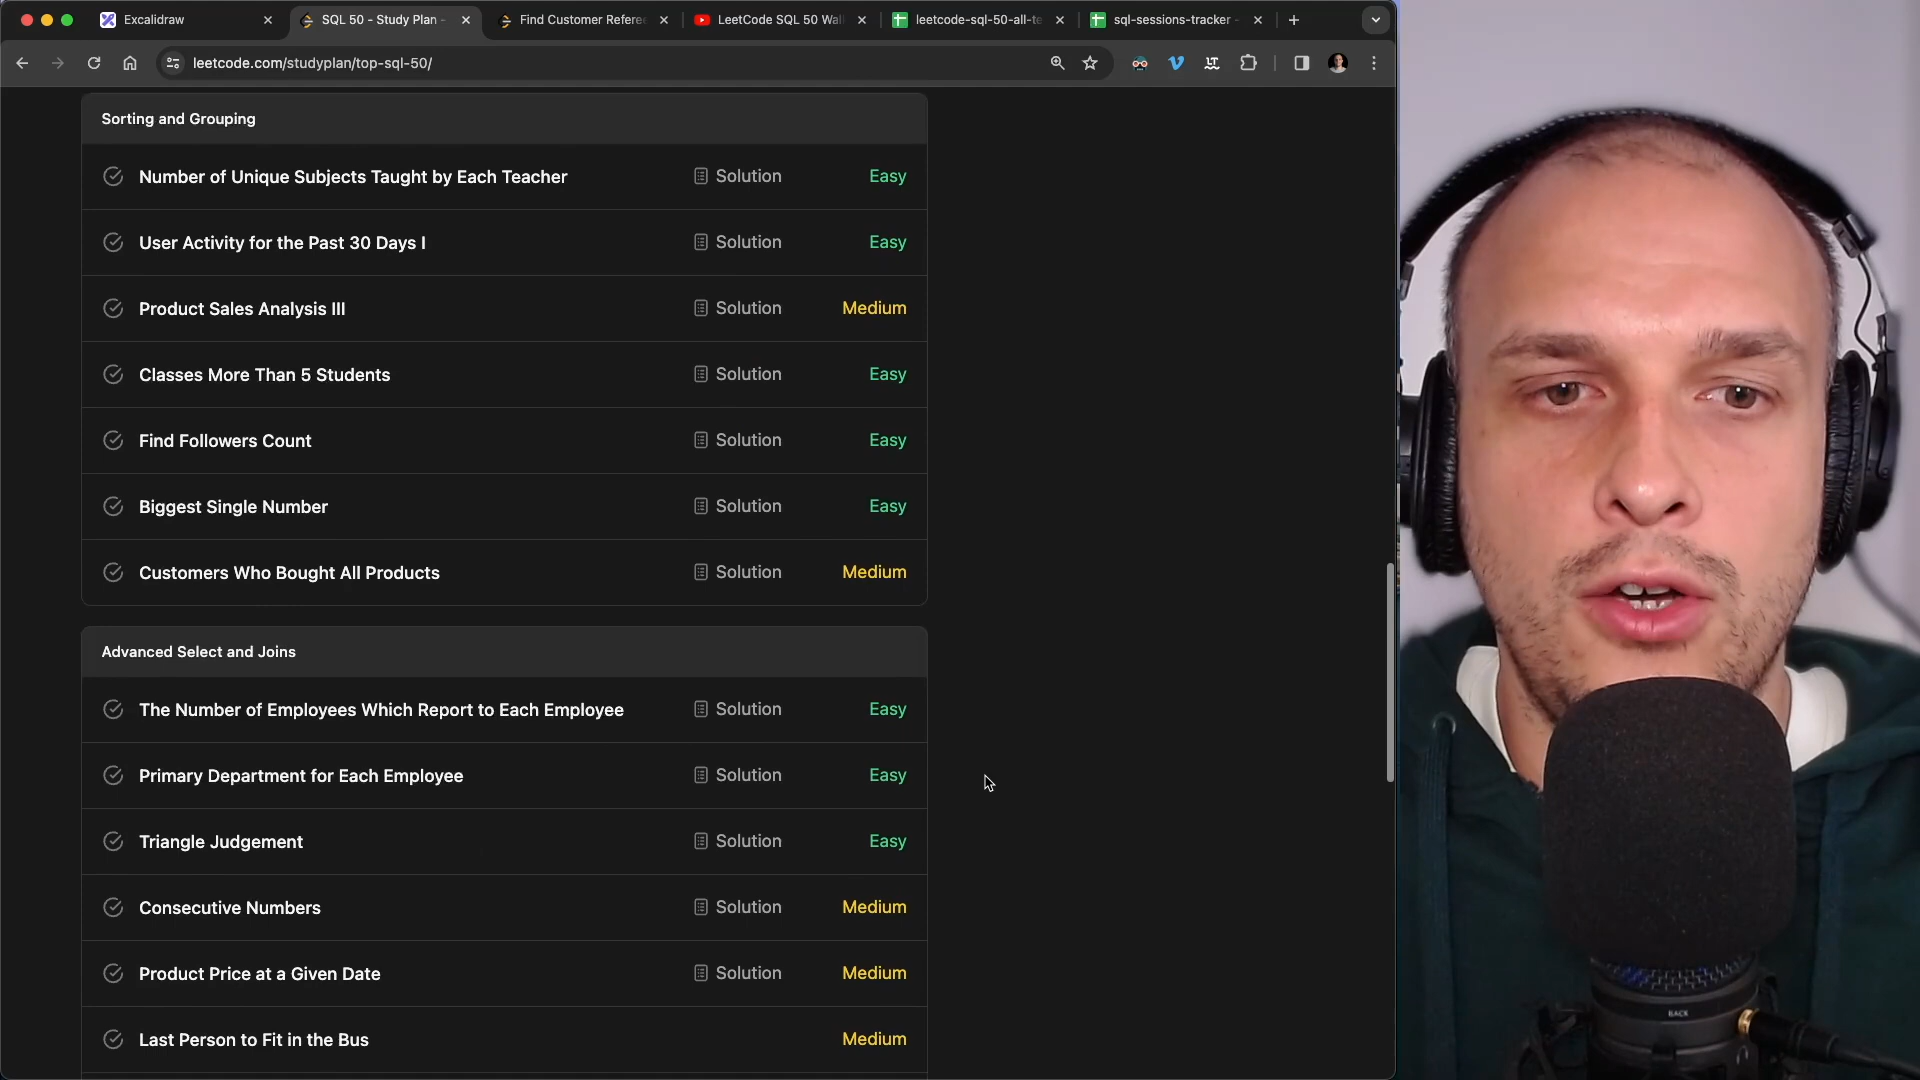 Excalidraw
SQL 50 - Study Plan -
Find Customer Refere
LeetCode SQL 50 Wal
leetcode-sql-50-all-te
sql-sessions-tracker -
leetcode.com/studyplan/top-sql-50/
Sorting and Grouping
Number of Unique Subjects Taught by Each Teacher Solution Easy
User Activity for the Past 30 Days I Solution Easy
Product Sales Analysis III Solution Medium
Classes More Than 5 Students Solution Easy
Find Followers Count Solution Easy
Biggest Single Number Solution Easy
Customers Who Bought All Products Solution Medium
Advanced Select and Joins
The Number of Employees Which Report to Each Employee Solution Easy
Primary Department for Each Employee Solution Easy
Triangle Judgement Solution Easy
Consecutive Numbers Solution Medium
Product Price at a Given Date Solution Medium
Last Person to Fit in the Bus Medium
BACK